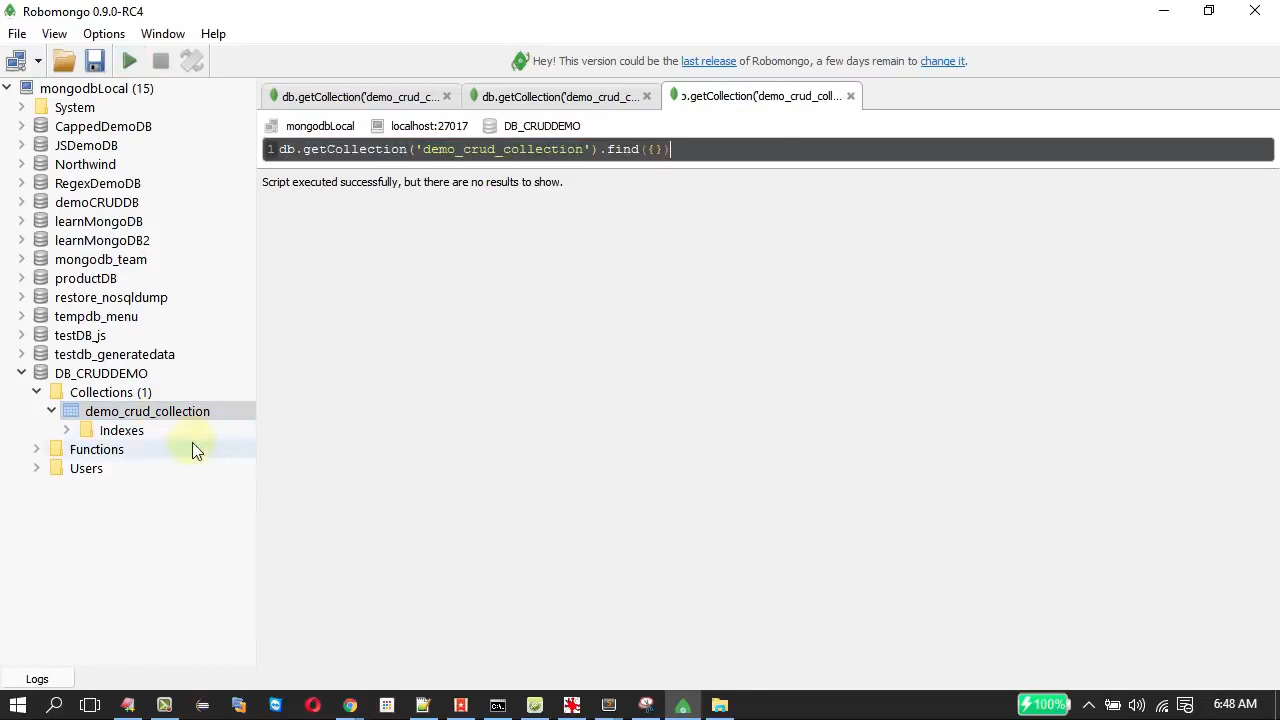 Robomongo 0.9.0-RC4
File View Options Window Help
Hey! This version could be the last release of Robomongo, a few days remain to change it.
mongodbLocal (15)
System
CappedDemoDB
JSDemoDB
Northwind
RegexDemoDB
demoCRUDDB
learnMongoDB
learnMongoDB2
mongodb_team
productDB
restore_nosqldump
tempdb_menu
testDB_js
testdb_generatedata
DB_CRUDDEMO
Collections (1)
demo_crud_collection
Indexes
Functions
Users
db.getCollection('demo_crud_c... db.getCollection('demo_crud_c... ɔ.getCollection('demo_crud_coll...
mongodbLocal localhost:27017 DB_CRUDDEMO
1 db.getCollection('demo_crud_collection').find({})
Script executed successfully, but there are no results to show.
Logs
100% 6:48 AM